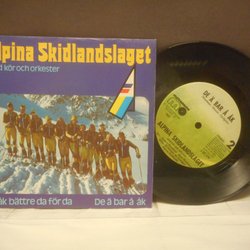 lpina Skidlandslaget
d kör och orkester
åk bättre da för da
De ä bar å åk
DE Ä BAR Å ÅK
2
ALPINA SKIDLANDSLAGET